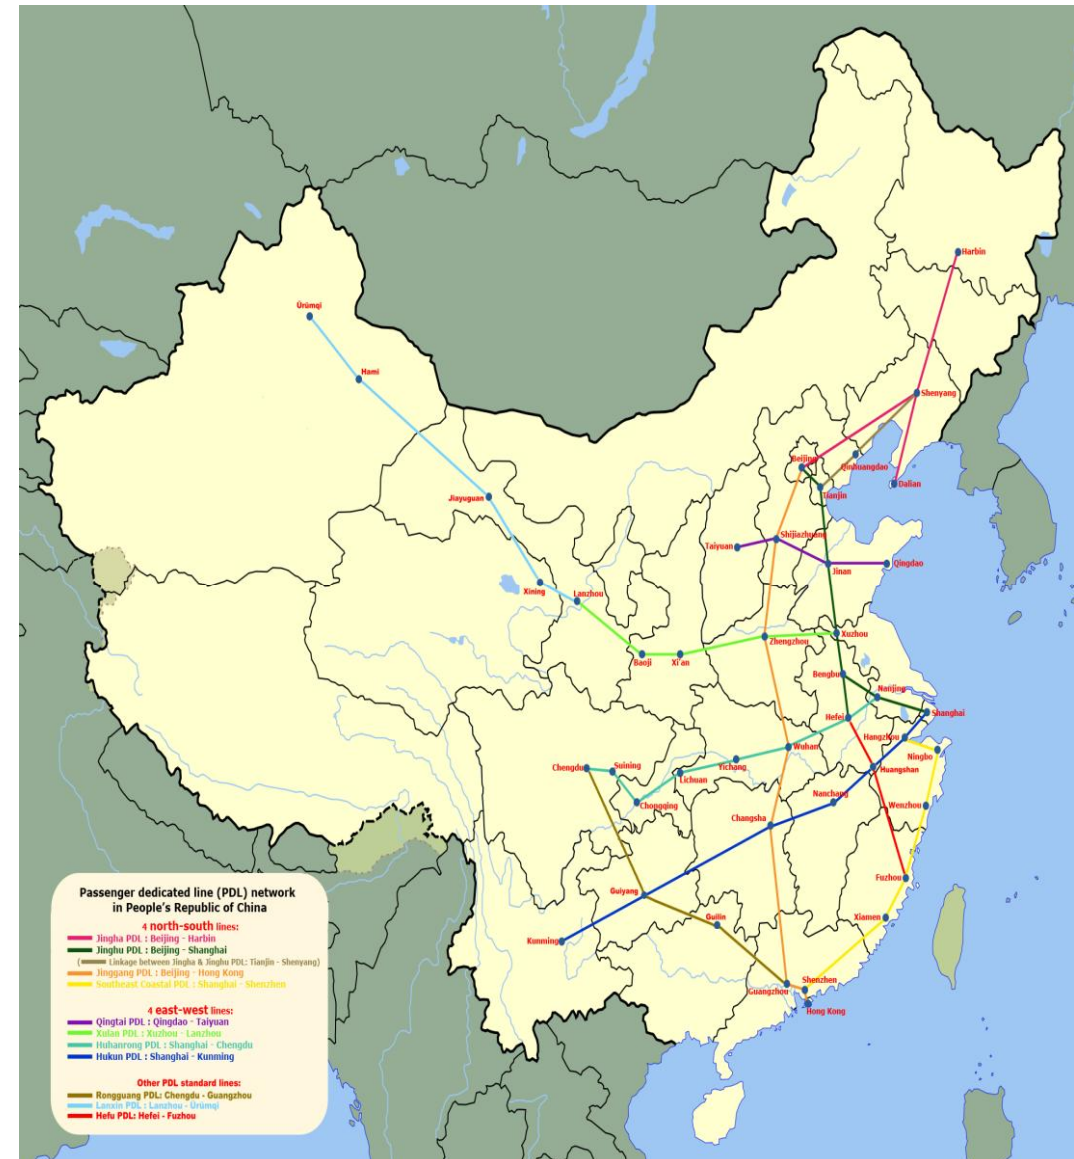 Harbin
Ürümqi
Hami
Shenyang
Beijing
Qinhuangdao
Dalian
Tianjin
Jiayuguan
Shijiazhuang
Taiyuan
Jinan
Qingdao
Xining
Lanzhou
Xuzhou
Zhengzhou
Baoji
Xi'an
Bengbu
Nanjing
Shanghai
Hefei
Hangzhou
Wuhan
Ningbo
Chengdu
Suining
Yichang
Huangshan
Lichuan
Chongqing
Nanchang
Wenzhou
Changsha
Fuzhou
Guiyang
Xiamen
Guilin
Kunming
Shenzhen
Guangzhou
Hong Kong
Passenger dedicated line (PDL) network
in People's Republic of China
4 north-south lines:
Jingha PDL : Beijing - Harbin
Jinghu PDL : Beijing - Shanghai
( Linkage between Jingha & Jinghu PDL: Tianjin - Shenyang)
Jinggang PDL : Beijing - Hong Kong
Southeast Coastal PDL : Shanghai - Shenzhen
4 east-west lines:
Qingtai PDL : Qingdao - Taiyuan
Xulan PDL : Xuzhou - Lanzhou
Huhanrong PDL : Shanghai - Chengdu
Hukun PDL : Shanghai - Kunming
Other PDL standard lines:
Rongguang PDL: Chengdu - Guangzhou
Lanxin PDL : Lanzhou - Ürümqi
Hefu PDL: Hefei - Fuzhou